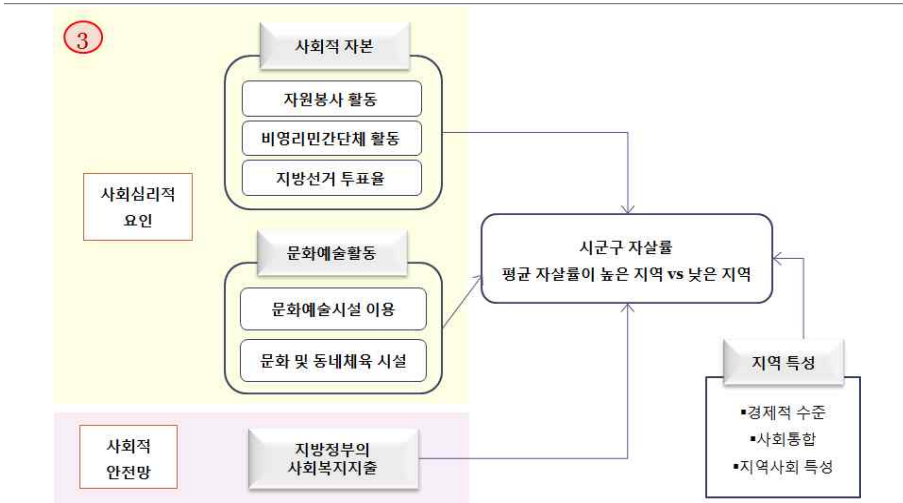 3
사회적 자본
자원봉사 활동
비영리민간단체 활동
지방선거 투표율
사회심리적
요인
문화예술활동
문화예술시설 이용
문화 및 동네체육 시설
시군구 자살률
평균 자살률이 높은 지역 vs 낮은 지역
지역 특성
▪경제적 수준
▪사회통합
▪지역사회 특성
사회적
안전망
지방정부의
사회복지지출